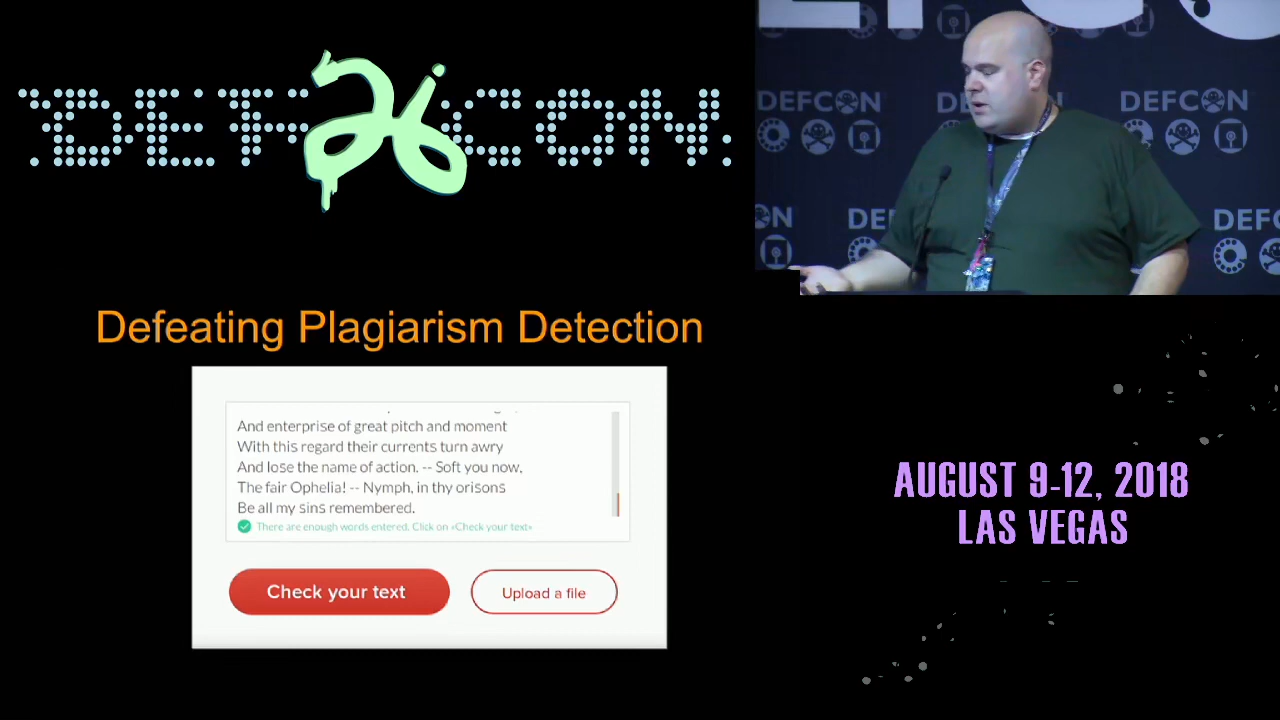 DEF 26 CON
DEFCON
DEFCON
DEFCON
DEF
DEFC
Defeating Plagiarism Detection
And enterprise of great pitch and moment
With this regard their currents turn awry
And lose the name of action. -- Soft you now,
The fair Ophelia! -- Nymph, in thy orisons
Be all my sins remembered.
There are enough words entered. Click on «Check your text»
Check your text
Upload a file
AUGUST 9-12, 2018
LAS VEGAS